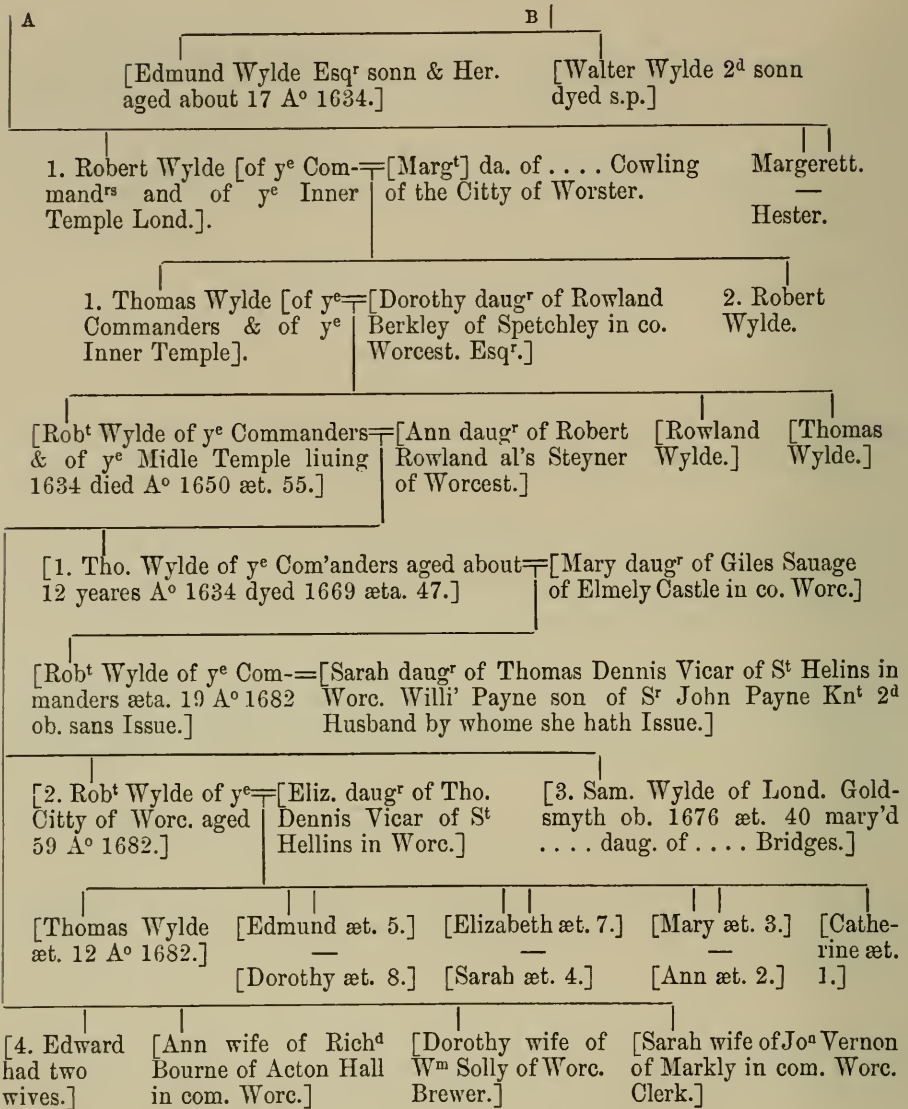 A
B
[Edmund Wylde Esqʳ sonn & Her.
aged about 17 Aº 1634.]
[Walter Wylde 2ᵈ sonn
dyed s.p.]
1. Robert Wylde [of yᵉ Com-
mandʳˢ and of yᵉ Inner
Temple Lond.].
[Margᵗ] da. of . . . . Cowling
of the Citty of Worster.
Margerett.
—
Hester.
1. Thomas Wylde [of yᵉ
Commanders & of yᵉ
Inner Temple].
[Dorothy daugʳ of Rowland
Berkley of Spetchley in co.
Worcest. Esqʳ.]
2. Robert
Wylde.
[Robᵗ Wylde of yᵉ Commanders
& of yᵉ Midle Temple liuing
1634 died Aº 1650 æt. 55.]
[Ann daugʳ of Robert
Rowland al's Steyner
of Worcest.]
[Rowland
Wylde.]
[Thomas
Wylde.]
[1. Tho. Wylde of yᵉ Com'anders aged about
12 yeares Aº 1634 dyed 1669 æta. 47.]
[Mary daugʳ of Giles Sauage
of Elmely Castle in co. Worc.]
[Robᵗ Wylde of yᵉ Com-
manders æta. 19 Aº 1682
ob. sans Issue.]
[Sarah daugʳ of Thomas Dennis Vicar of Sᵗ Helins in
Worc. Willi' Payne son of Sʳ John Payne Knᵗ 2ᵈ
Husband by whome she hath Issue.]
[2. Robᵗ Wylde of yᵉ
Citty of Worc. aged
59 Aº 1682.]
[Eliz. daugʳ of Tho.
Dennis Vicar of Sᵗ
Hellins in Worc.]
[3. Sam. Wylde of Lond. Gold-
smyth ob. 1676 æt. 40 mary'd
. . . . daug. of . . . . Bridges.]
[Thomas Wylde
æt. 12 Aº 1682.]
[Edmund æt. 5.]
—
[Dorothy æt. 8.]
[Elizabeth æt. 7.]
—
[Sarah æt. 4.]
[Mary æt. 3.]
—
[Ann æt. 2.]
[Cathe-
rine æt.
1.]
[4. Edward
had two
wives.]
[Ann wife of Richᵈ
Bourne of Acton Hall
in com. Worc.]
[Dorothy wife of
Wᵐ Solly of Worc.
Brewer.]
[Sarah wife of Joⁿ Vernon
of Markly in com. Worc.
Clerk.]